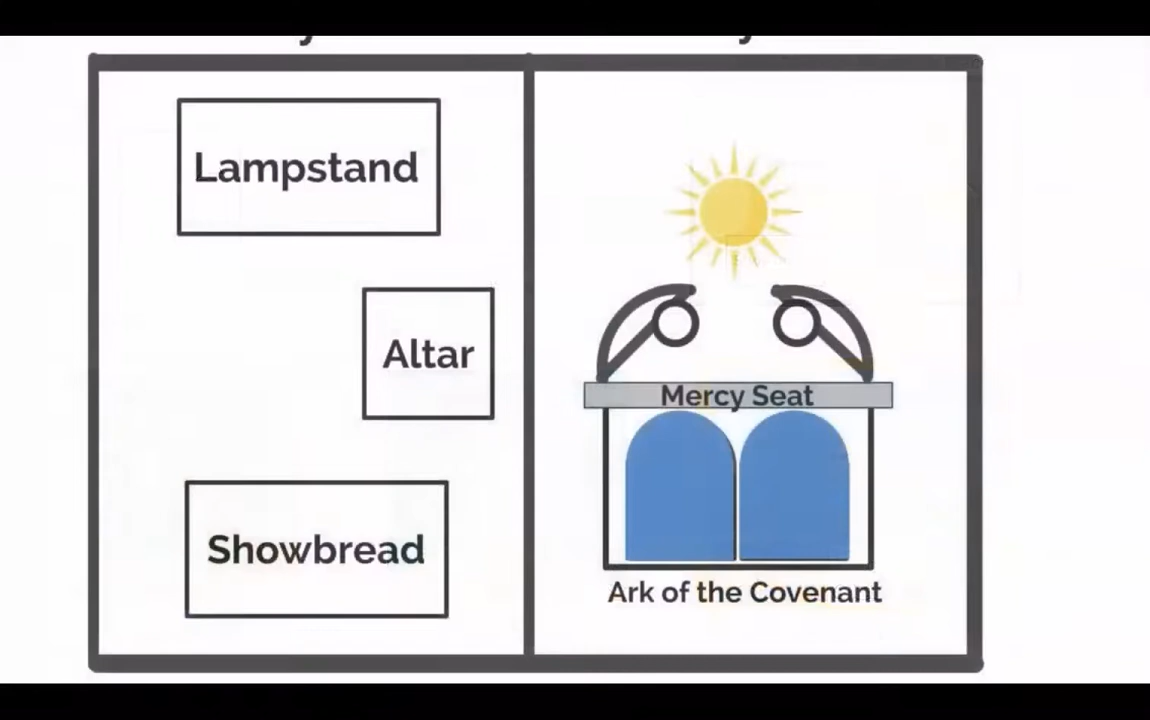 Lampstand
Altar
Showbread
Mercy Seat
Ark of the Covenant